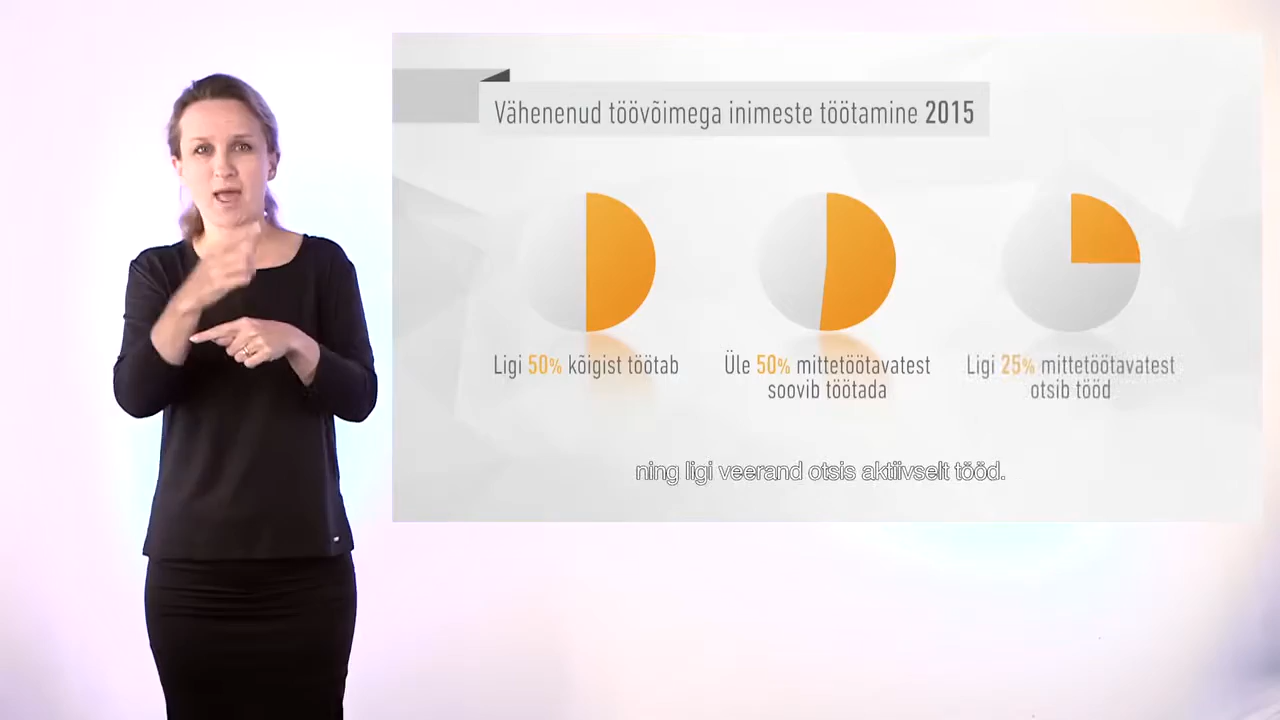 Vähenenud töövõimega inimeste töötamine 2015
Ligi 50% kõigist töötab
Üle 50% mittetöötavatest
soovib töötada
Ligi 25% mittetöötavatest
otsib tööd
ning ligi veerand otsis aktiivselt tööd.